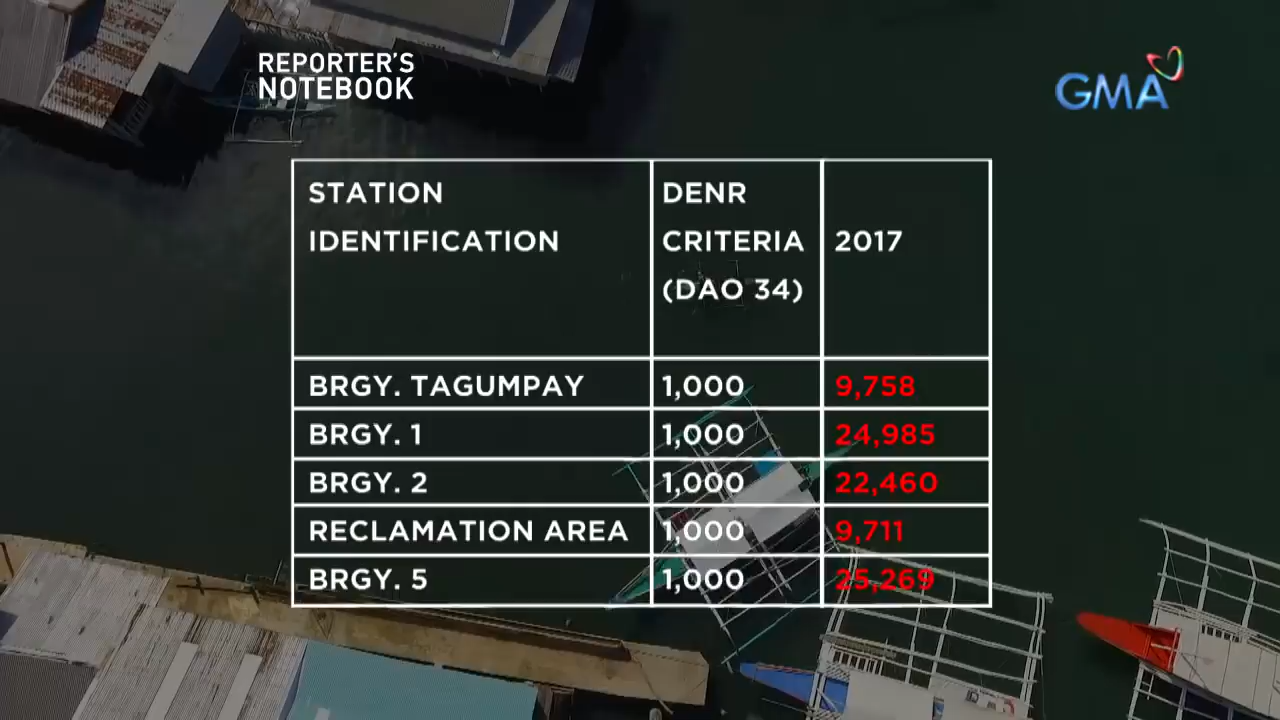 REPORTER'S
NOTEBOOK
GMA
STATION
IDENTIFICATION
DENR
CRITERIA
(DAO 34)
2017
BRGY. TAGUMPAY 1,000 9,758
BRGY. 1 1,000 24,985
BRGY. 2 1,000 22,460
RECLAMATION AREA 1,000 9,711
BRGY. 5 1,000 25,269